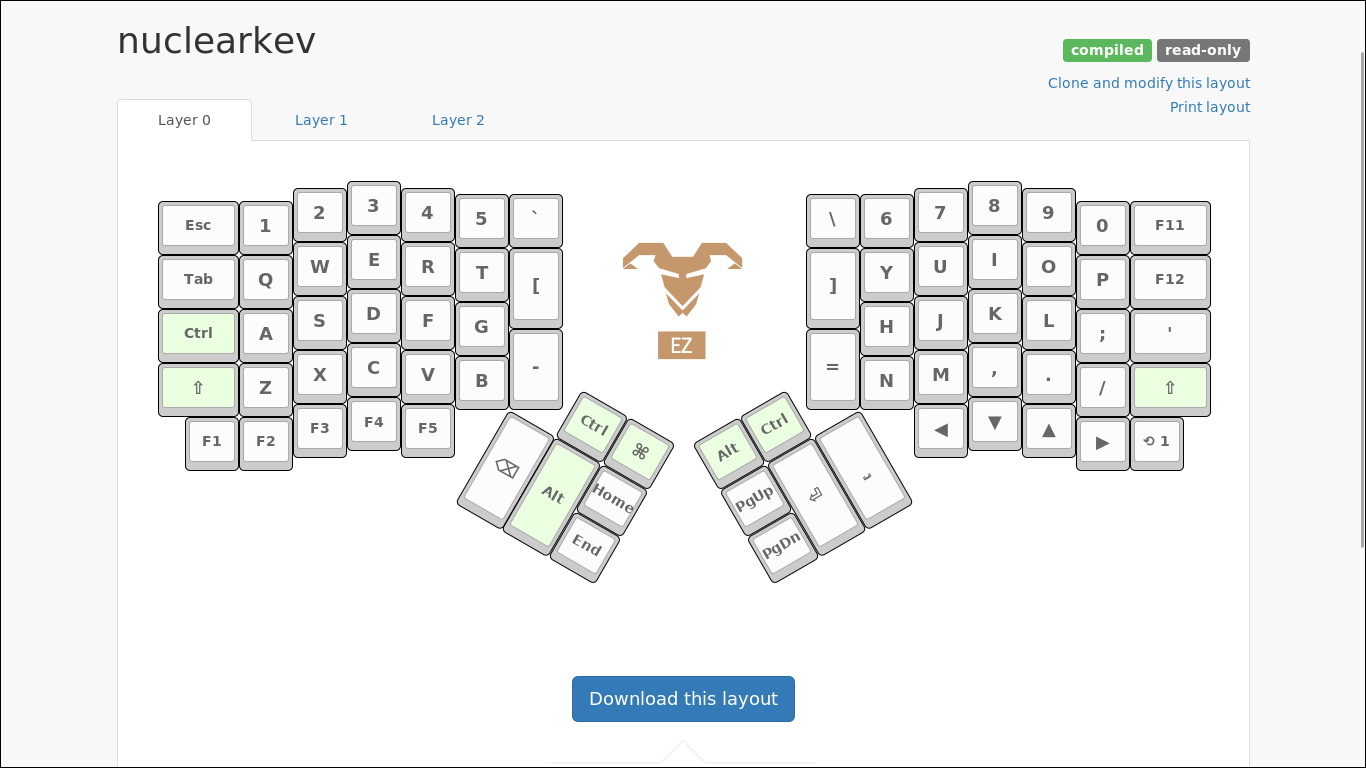 nuclearkev
compiled read-only
Clone and modify this layout
Print layout
Layer 0 Layer 1 Layer 2
Esc 1 2 3 4 5 `
\ 6 7 8 9 0 F11
Tab Q W E R T [
] Y U I O P F12
Ctrl A S D F G
H J K L ; '
⇧ Z X C V B -
= N M , . / ⇧
F1 F2 F3 F4 F5
◀ ▼ ▲ ▶ ⟲ 1
EZ
Ctrl ⌘
⌫ Alt Home
End
Alt Ctrl
PgUp ⏎ ⎵
PgDn
Download this layout